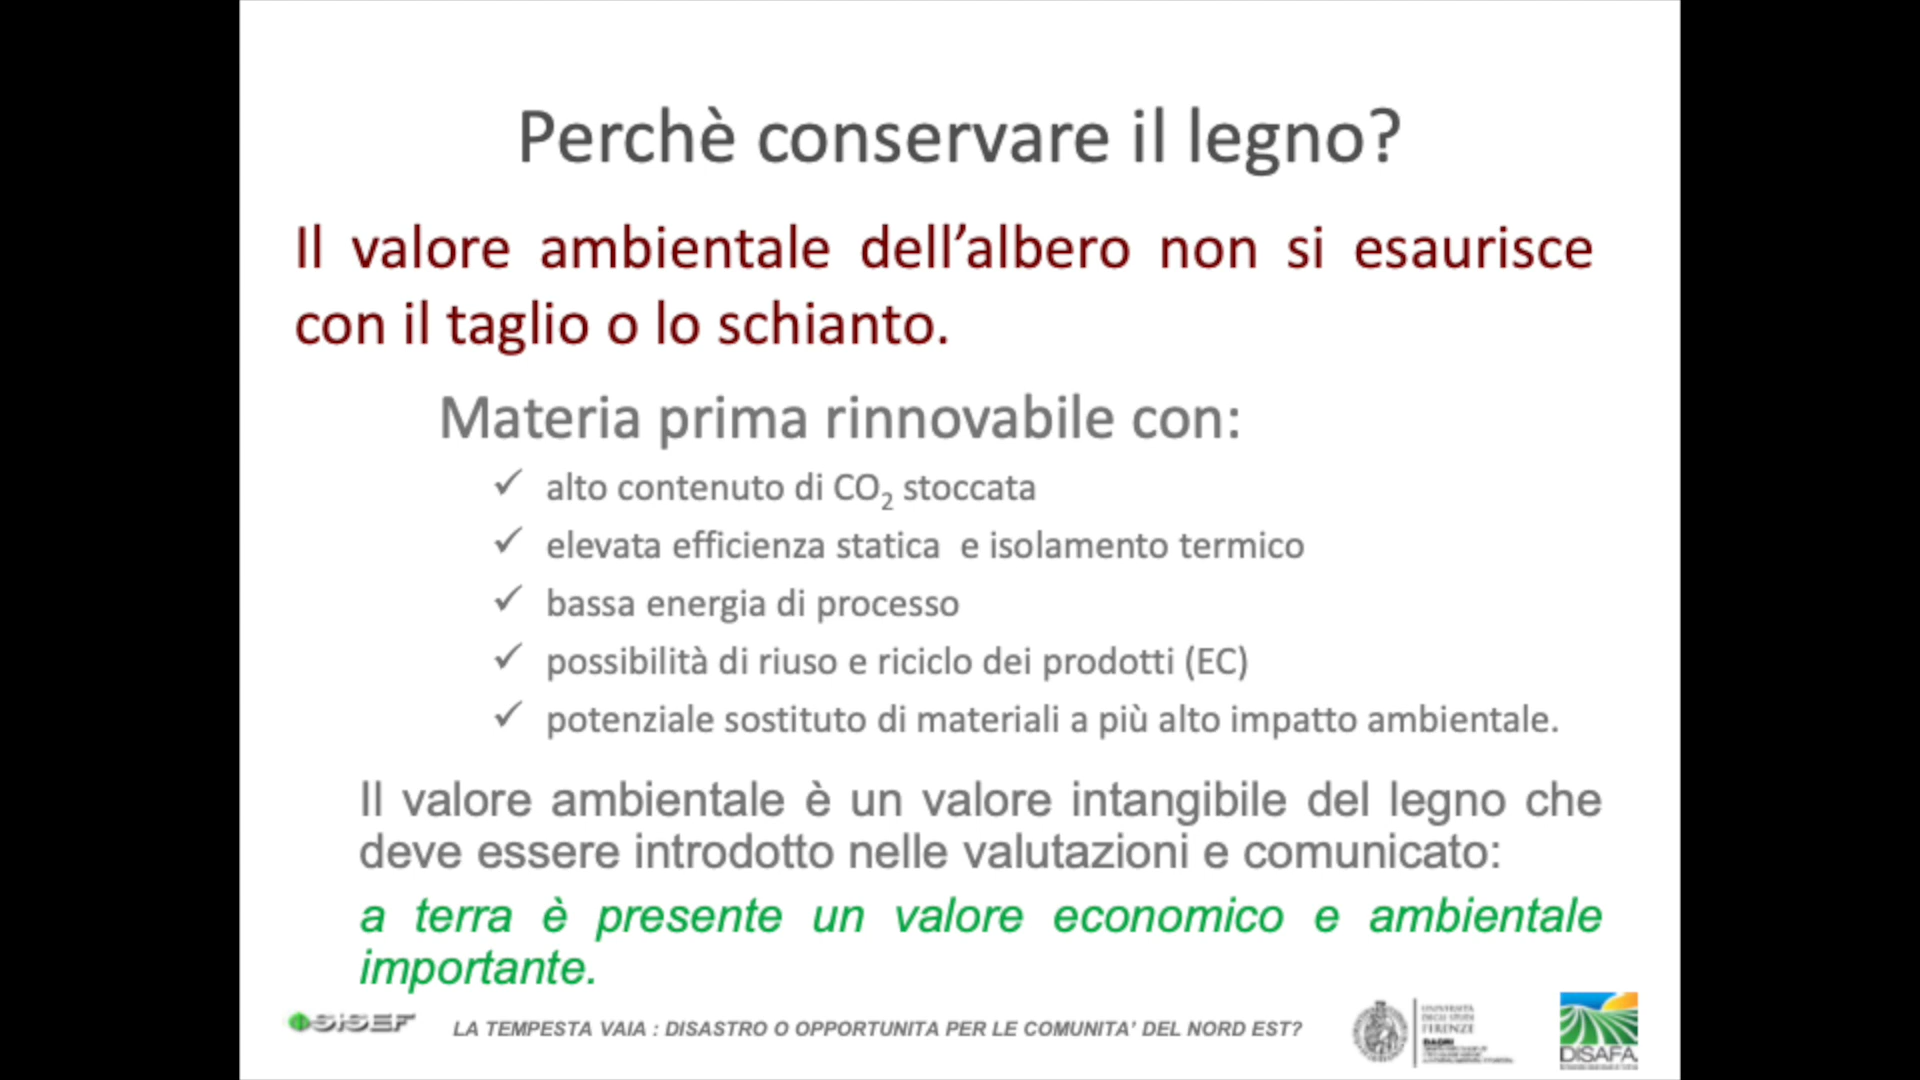 Perchè conservare il legno?
Il valore ambientale dell’albero non si esaurisce
con il taglio o lo schianto.
Materia prima rinnovabile con:
✓ alto contenuto di CO₂ stoccata
✓ elevata efficienza statica e isolamento termico
✓ bassa energia di processo
✓ possibilità di riuso e riciclo dei prodotti (EC)
✓ potenziale sostituto di materiali a più alto impatto ambientale.
Il valore ambientale è un valore intangibile del legno che
deve essere introdotto nelle valutazioni e comunicato:
a terra è presente un valore economico e ambientale
importante.
SISEF
LA TEMPESTA VAIA : DISASTRO O OPPORTUNITA PER LE COMUNITA’ DEL NORD EST?
UNIVERSITÀ
DEGLI STUDI
FIRENZE
DISAFA